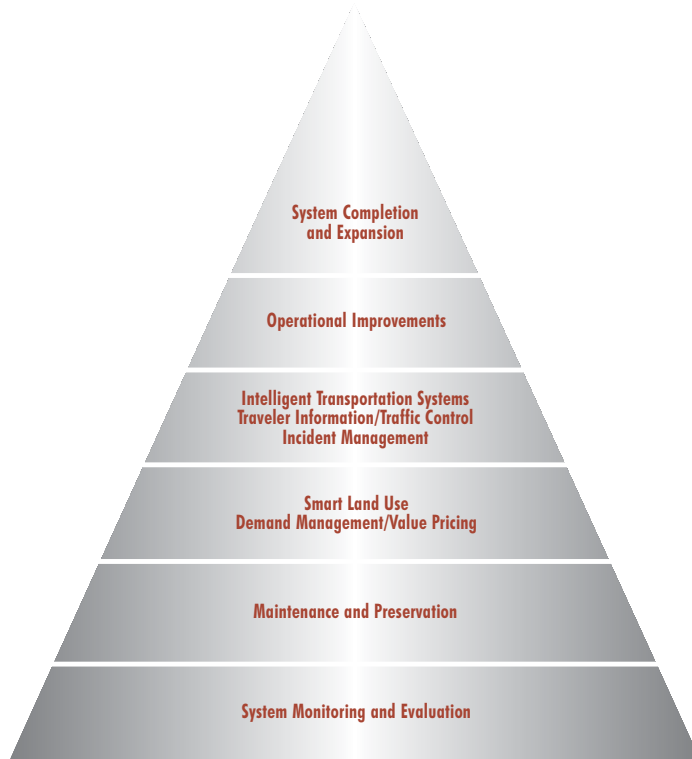 System Completion
and Expansion
Operational Improvements
Intelligent Transportation Systems
Traveler Information/Traffic Control
Incident Management
Smart Land Use
Demand Management/Value Pricing
Maintenance and Preservation
System Monitoring and Evaluation